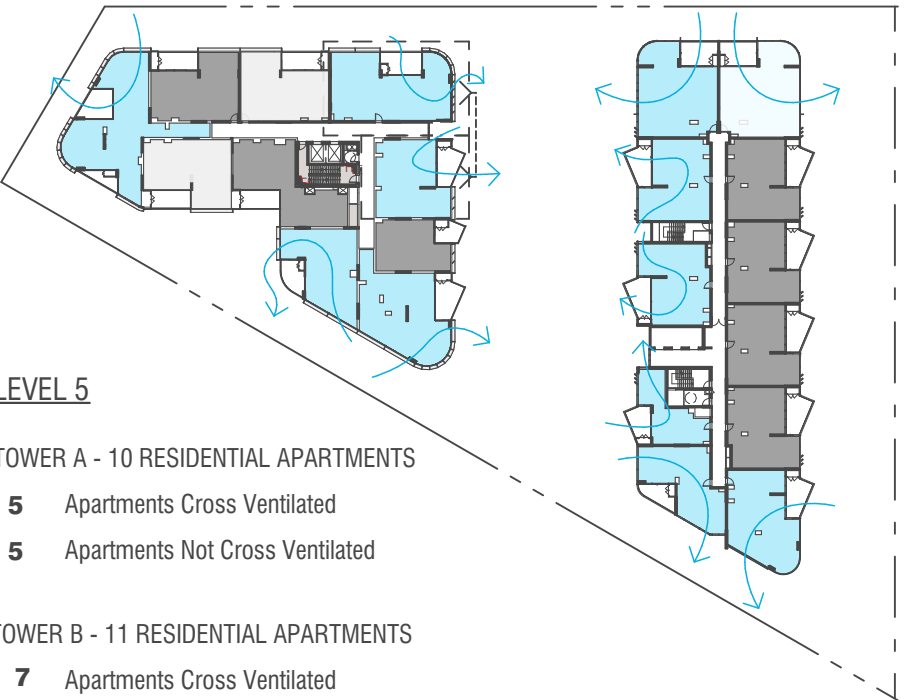 LEVEL 5
TOWER A - 10 RESIDENTIAL APARTMENTS
5 Apartments Cross Ventilated
5 Apartments Not Cross Ventilated
TOWER B - 11 RESIDENTIAL APARTMENTS
7 Apartments Cross Ventilated